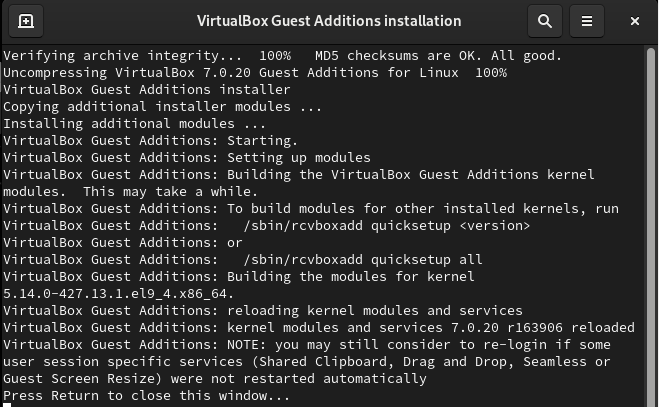 VirtualBox Guest Additions installation
Verifying archive integrity...  100%   MD5 checksums are OK. All good.
Uncompressing VirtualBox 7.0.20 Guest Additions for Linux  100%
VirtualBox Guest Additions installer
Copying additional installer modules ...
Installing additional modules ...
VirtualBox Guest Additions: Starting.
VirtualBox Guest Additions: Setting up modules
VirtualBox Guest Additions: Building the VirtualBox Guest Additions kernel
modules.  This may take a while.
VirtualBox Guest Additions: To build modules for other installed kernels, run
VirtualBox Guest Additions:   /sbin/rcvboxadd quicksetup <version>
VirtualBox Guest Additions: or
VirtualBox Guest Additions:   /sbin/rcvboxadd quicksetup all
VirtualBox Guest Additions: Building the modules for kernel
5.14.0-427.13.1.el9_4.x86_64.
VirtualBox Guest Additions: reloading kernel modules and services
VirtualBox Guest Additions: kernel modules and services 7.0.20 r163906 reloaded
VirtualBox Guest Additions: NOTE: you may still consider to re-login if some
user session specific services (Shared Clipboard, Drag and Drop, Seamless or
Guest Screen Resize) were not restarted automatically
Press Return to close this window...